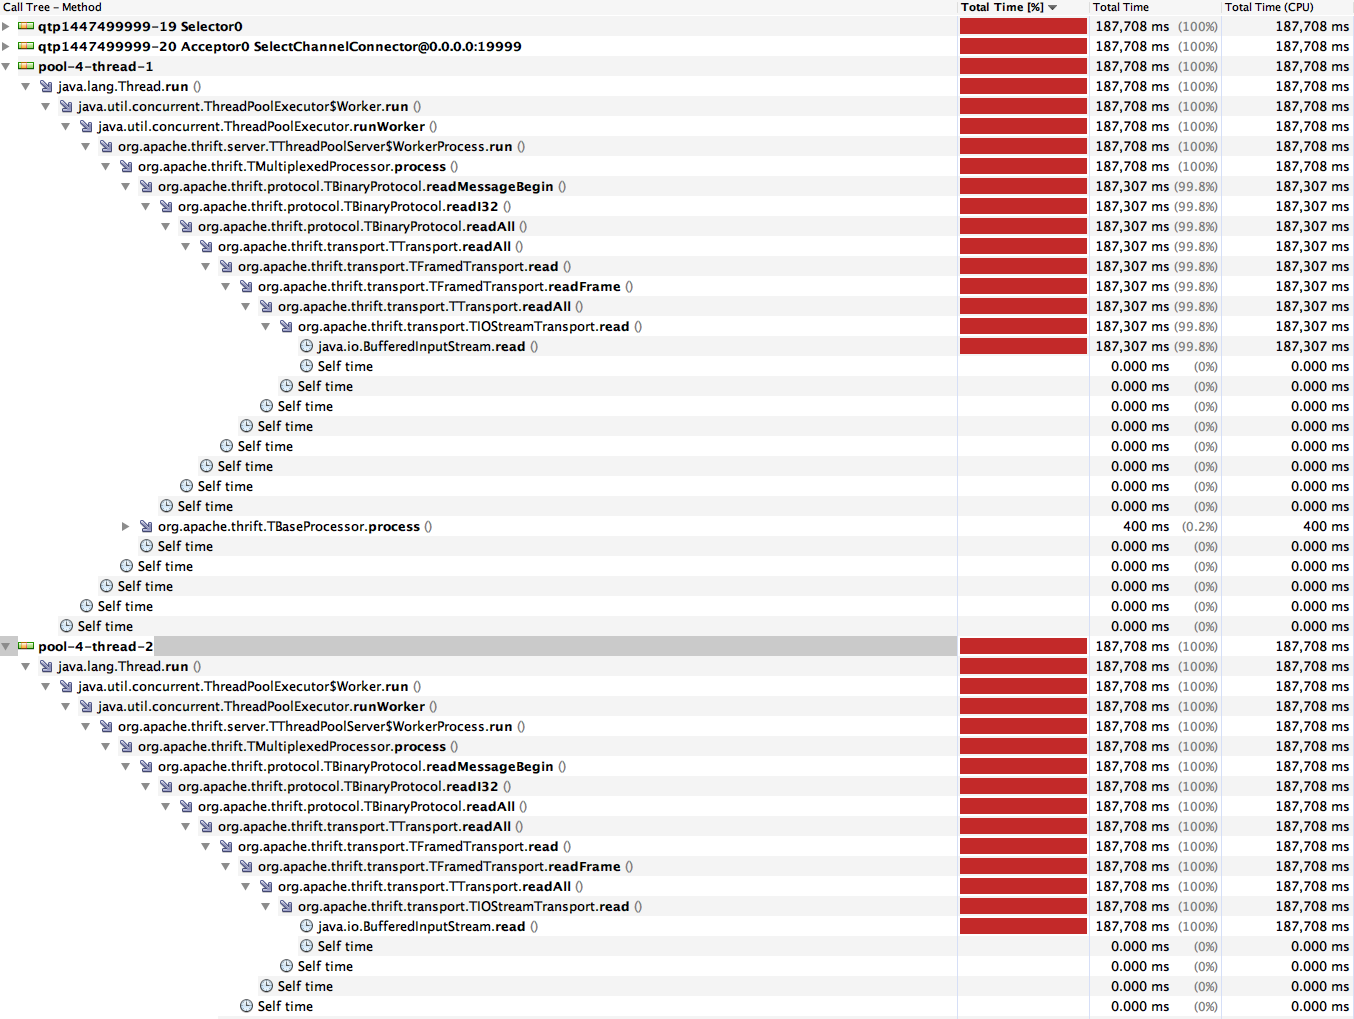 Call Tree – Method Total Time [%] Total Time Total Time (CPU)
qtp1447499999-19 Selector0 187,708 ms (100%) 187,708 ms
qtp1447499999-20 Acceptor0 SelectChannelConnector@0.0.0.0:19999 187,708 ms (100%) 187,708 ms
pool-4-thread-1 187,708 ms (100%) 187,708 ms
java.lang.Thread.run () 187,708 ms (100%) 187,708 ms
java.util.concurrent.ThreadPoolExecutor$Worker.run () 187,708 ms (100%) 187,708 ms
java.util.concurrent.ThreadPoolExecutor.runWorker () 187,708 ms (100%) 187,708 ms
org.apache.thrift.server.TThreadPoolServer$WorkerProcess.run () 187,708 ms (100%) 187,708 ms
org.apache.thrift.TMultiplexedProcessor.process () 187,708 ms (100%) 187,708 ms
org.apache.thrift.protocol.TBinaryProtocol.readMessageBegin () 187,307 ms (99.8%) 187,307 ms
org.apache.thrift.protocol.TBinaryProtocol.readI32 () 187,307 ms (99.8%) 187,307 ms
org.apache.thrift.protocol.TBinaryProtocol.readAll () 187,307 ms (99.8%) 187,307 ms
org.apache.thrift.transport.TTransport.readAll () 187,307 ms (99.8%) 187,307 ms
org.apache.thrift.transport.TFramedTransport.read () 187,307 ms (99.8%) 187,307 ms
org.apache.thrift.transport.TFramedTransport.readFrame () 187,307 ms (99.8%) 187,307 ms
org.apache.thrift.transport.TTransport.readAll () 187,307 ms (99.8%) 187,307 ms
org.apache.thrift.transport.TIOStreamTransport.read () 187,307 ms (99.8%) 187,307 ms
java.io.BufferedInputStream.read () 187,307 ms (99.8%) 187,307 ms
Self time 0.000 ms (0%) 0.000 ms
Self time 0.000 ms (0%) 0.000 ms
Self time 0.000 ms (0%) 0.000 ms
Self time 0.000 ms (0%) 0.000 ms
Self time 0.000 ms (0%) 0.000 ms
Self time 0.000 ms (0%) 0.000 ms
Self time 0.000 ms (0%) 0.000 ms
Self time 0.000 ms (0%) 0.000 ms
org.apache.thrift.TBaseProcessor.process () 400 ms (0.2%) 400 ms
Self time 0.000 ms (0%) 0.000 ms
Self time 0.000 ms (0%) 0.000 ms
Self time 0.000 ms (0%) 0.000 ms
Self time 0.000 ms (0%) 0.000 ms
Self time 0.000 ms (0%) 0.000 ms
pool-4-thread-2 187,708 ms (100%) 187,708 ms
java.lang.Thread.run () 187,708 ms (100%) 187,708 ms
java.util.concurrent.ThreadPoolExecutor$Worker.run () 187,708 ms (100%) 187,708 ms
java.util.concurrent.ThreadPoolExecutor.runWorker () 187,708 ms (100%) 187,708 ms
org.apache.thrift.server.TThreadPoolServer$WorkerProcess.run () 187,708 ms (100%) 187,708 ms
org.apache.thrift.TMultiplexedProcessor.process () 187,708 ms (100%) 187,708 ms
org.apache.thrift.protocol.TBinaryProtocol.readMessageBegin () 187,708 ms (100%) 187,708 ms
org.apache.thrift.protocol.TBinaryProtocol.readI32 () 187,708 ms (100%) 187,708 ms
org.apache.thrift.protocol.TBinaryProtocol.readAll () 187,708 ms (100%) 187,708 ms
org.apache.thrift.transport.TTransport.readAll () 187,708 ms (100%) 187,708 ms
org.apache.thrift.transport.TFramedTransport.read () 187,708 ms (100%) 187,708 ms
org.apache.thrift.transport.TFramedTransport.readFrame () 187,708 ms (100%) 187,708 ms
org.apache.thrift.transport.TTransport.readAll () 187,708 ms (100%) 187,708 ms
org.apache.thrift.transport.TIOStreamTransport.read () 187,708 ms (100%) 187,708 ms
java.io.BufferedInputStream.read () 187,708 ms (100%) 187,708 ms
Self time 0.000 ms (0%) 0.000 ms
Self time 0.000 ms (0%) 0.000 ms
Self time 0.000 ms (0%) 0.000 ms
Self time 0.000 ms (0%) 0.000 ms